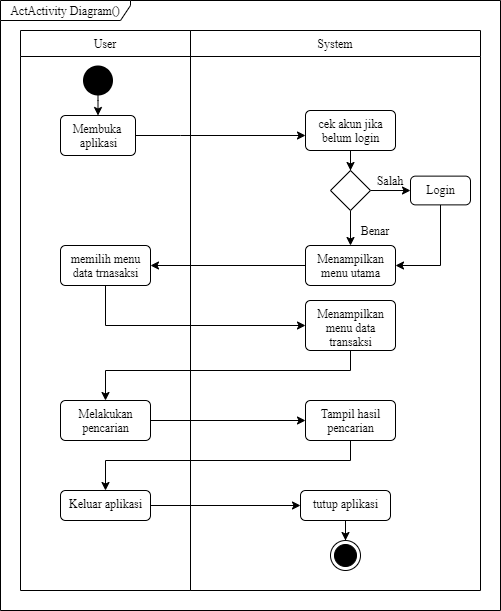 ActActivity Diagram()
User
System
Membuka
aplikasi
cek akun jika
belum login
Salah
Login
Benar
memilih menu
data trnasaksi
Menampilkan
menu utama
Menampilkan
menu data
transaksi
Melakukan
pencarian
Tampil hasil
pencarian
Keluar aplikasi
tutup aplikasi